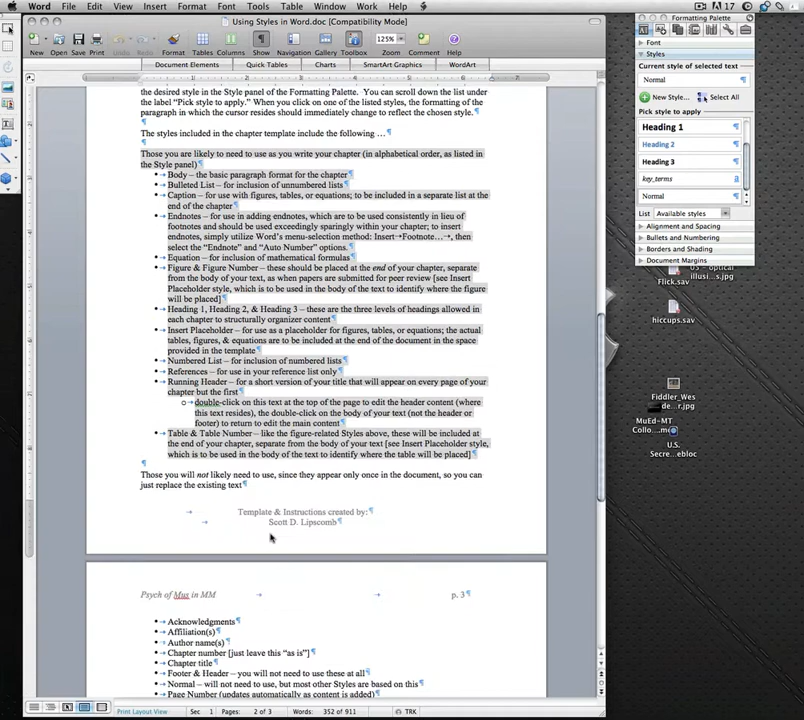 Word File Edit View Insert Format Font Tools Table Window Work Help 17
Using Styles in Word.doc [Compatibility Mode]
125%
New Open Save Print Undo Redo Format Tables Columns Show Navigation Gallery Toolbox Zoom Comment Help
Document Elements Quick Tables Charts SmartArt Graphics WordArt
the desired style in the Style panel of the Formatting Palette. You can scroll down the list under
the label “Pick style to apply.” When you click on one of the listed styles, the formatting of the
paragraph in which the cursor resides should immediately change to reflect the chosen style.¶
¶
The styles included in the chapter template include the following …¶
¶
Those you are likely to need to use as you write your chapter (in alphabetical order, as listed in
the Style panel)¶
• Body – the basic paragraph format for the chapter¶
• Bulleted List – for inclusion of unnumbered lists¶
• Caption – for use with figures, tables, or equations; to be included in a separate list at the
end of the chapter¶
• Endnotes – for use in adding endnotes, which are to be used consistently in lieu of
footnotes and should be used exceedingly sparingly within your chapter; to insert
endnotes, simply utilize Word’s menu-selection method: Insert→Footnote…→, then
select the “Endnote” and “Auto Number” options.¶
• Equation – for inclusion of mathematical formulas¶
• Figure & Figure Number – these should be placed at the end of your chapter, separate
from the body of your text, as when papers are submitted for peer review [see Insert
Placeholder style, which is to be used in the body of the text to identify where the figure
will be placed]¶
• Heading 1, Heading 2, & Heading 3 – these are the three levels of headings allowed in
each chapter to structurally organizer content¶
• Insert Placeholder – for use as a placeholder for figures, tables, or equations; the actual
tables, figures, & equations are to be included at the end of the document in the space
provided in the template¶
• Numbered List – for inclusion of numbered lists¶
• References – for use in your reference list only¶
• Running Header – for a short version of your title that will appear on every page of your
chapter but the first¶
o double-click on this text at the top of the page to edit the header content (where
this text resides), the double-click on the body of your text (not the header or
footer) to return to edit the main content¶
• Table & Table Number – like the figure-related Styles above, these will be included at
the end of your chapter, separate from the body of your text [see Insert Placeholder style,
which is to be used in the body of the text to identify where the table will be placed]¶
¶
Those you will not likely need to use, since they appear only once in the document, so you can
just replace the existing text¶
Template & Instructions created by:¶
Scott D. Lipscomb¶
Psych of Mus in MM p. 3¶
• Acknowledgments¶
• Affiliation(s)¶
• Author name(s)¶
• Chapter number [just leave this “as is”]¶
• Chapter title¶
• Footer & Header – you will not need to use these at all¶
• Normal – will not need to use, but most other Styles are based on this¶
• Page Number (updates automatically as content is added)¶
Print Layout View Sec 1 Pages: 2 of 3 Words: 352 of 911 TRK
Formatting Palette
Font
Styles
Current style of selected text
Normal
New Style... Select All
Pick style to apply
Heading 1
Heading 2
Heading 3
key_terms
Normal
List Available styles
Alignment and Spacing
Bullets and Numbering
Borders and Shading
Document Margins
optical
Flick.sav
us...s.jpg
hiccups.sav
Fiddler_Wes
de...r.jpg
MuEd-MT
Collo...
U.S.
Secre...ebloc